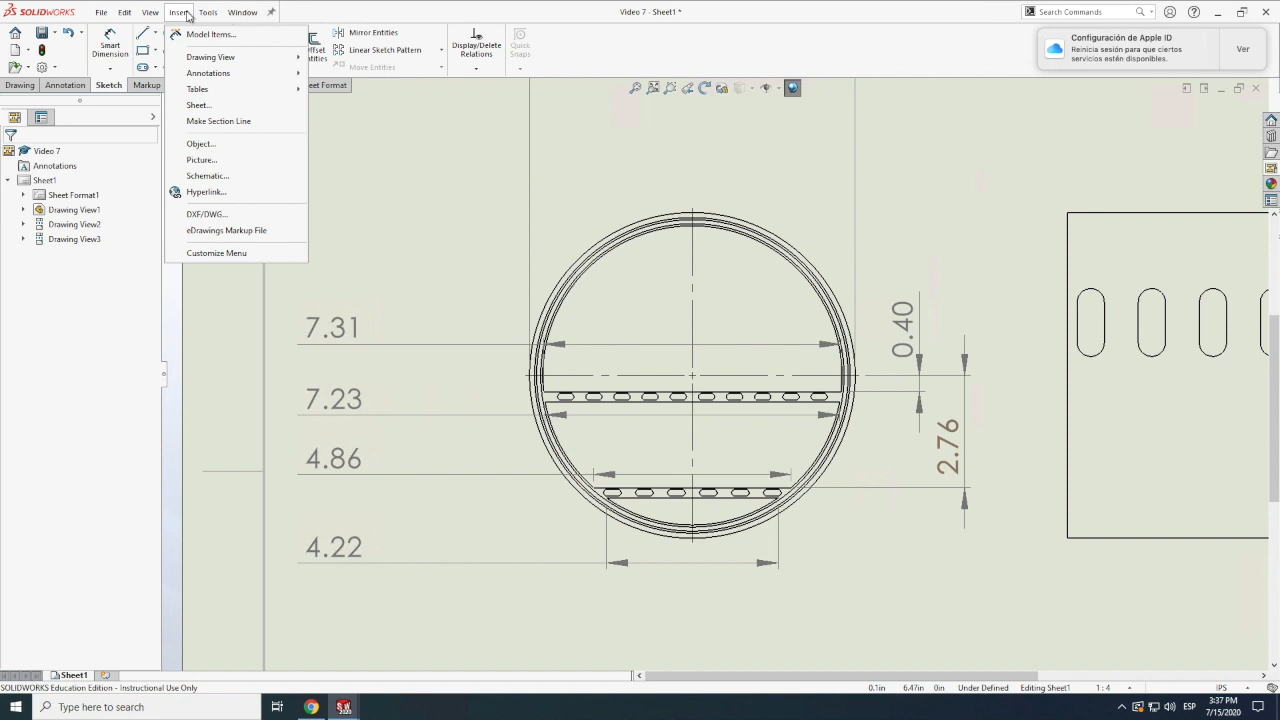 SOLIDWORKS
File
Edit
View
Insert
Tools
Window
Video 7 - Sheet1 *
Search Commands
Smart Dimension
Mirror Entities
Linear Sketch Pattern
Move Entities
Display/Delete Relations
Quick Snaps
Configuración de Apple ID
Reinicia sesión para que ciertos
servicios estén disponibles.
Ver
Drawing
Annotation
Sketch
Markup
Model Items...
Drawing View
Annotations
Tables
Sheet...
Make Section Line
Object...
Picture...
Schematic...
Hyperlink...
DXF/DWG...
eDrawings Markup File
Customize Menu
Video 7
Annotations
Sheet1
Sheet Format1
Drawing View1
Drawing View2
Drawing View3
7.31
7.23
4.86
4.22
0.40
2.76
Sheet1
SOLIDWORKS Education Edition - Instructional Use Only
0.1in
6.47in
0in
Under Defined
Editing Sheet1
1 : 4
IPS
Type here to search
ESP
3:37 PM
7/15/2020